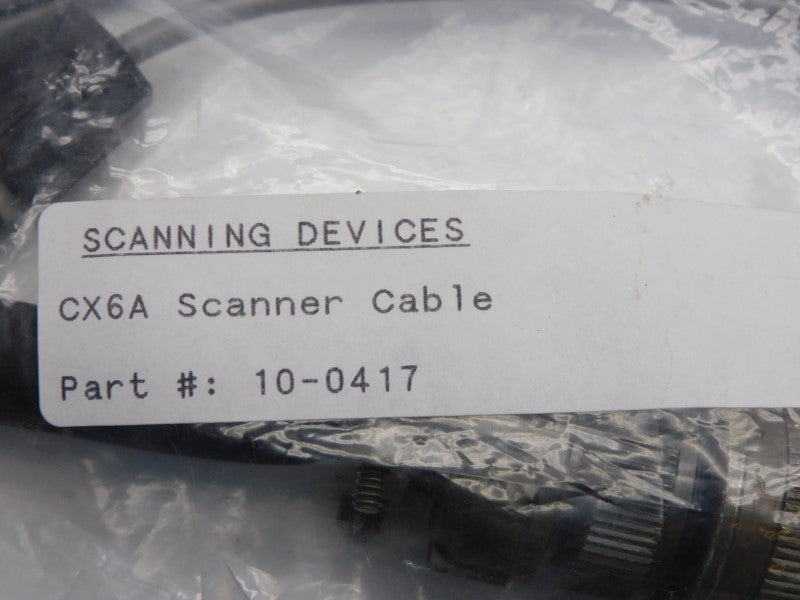 SCANNING DEVICES
CX6A Scanner Cable
Part #: 10-0417